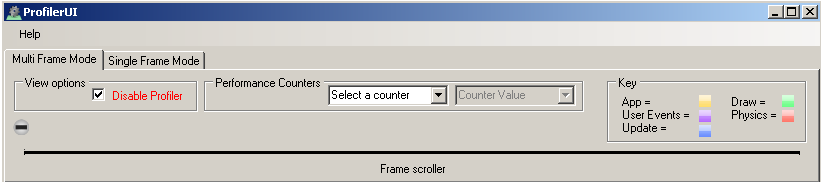 ProfilerUI
Help
Multi Frame Mode
Single Frame Mode
View options
Disable Profiler
Performance Counters
Select a counter
Counter Value
Key
App =
Draw =
User Events =
Physics =
Update =
Frame scroller